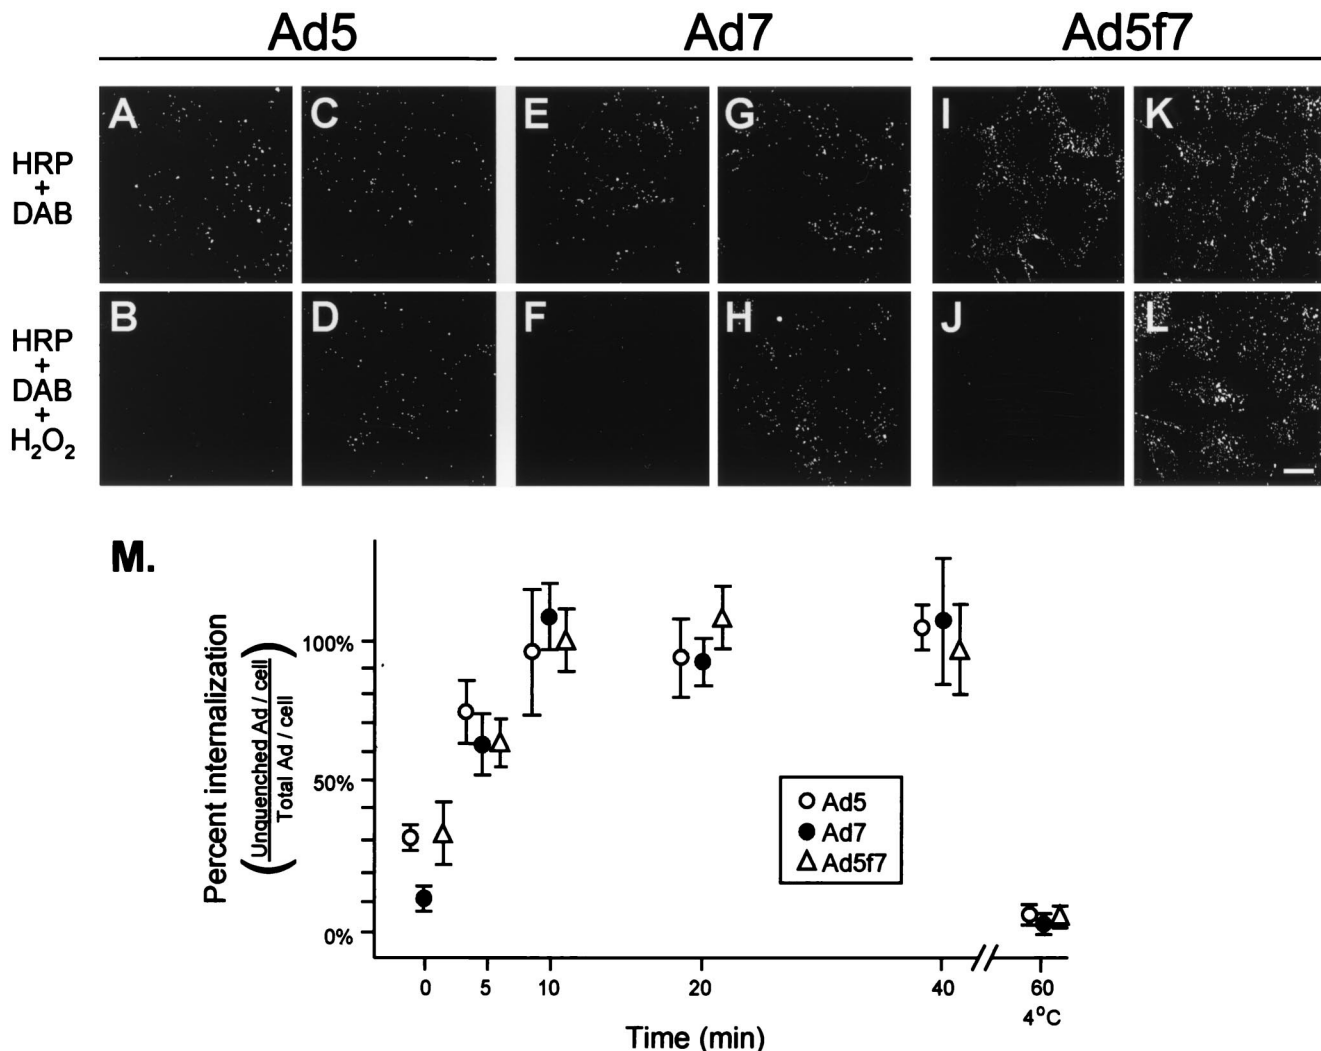 Ad5 Ad7 Ad5f7
A C E G I K
HRP
+
DAB
B D F H J L
HRP
+
DAB
+
H₂O₂
M.
Percent internalization
(Unquenched Ad / cell
Total Ad / cell)
100%
50%
0%
Ad5
Ad7
Ad5f7
0 5 10 20 40 60
4°C
Time (min)